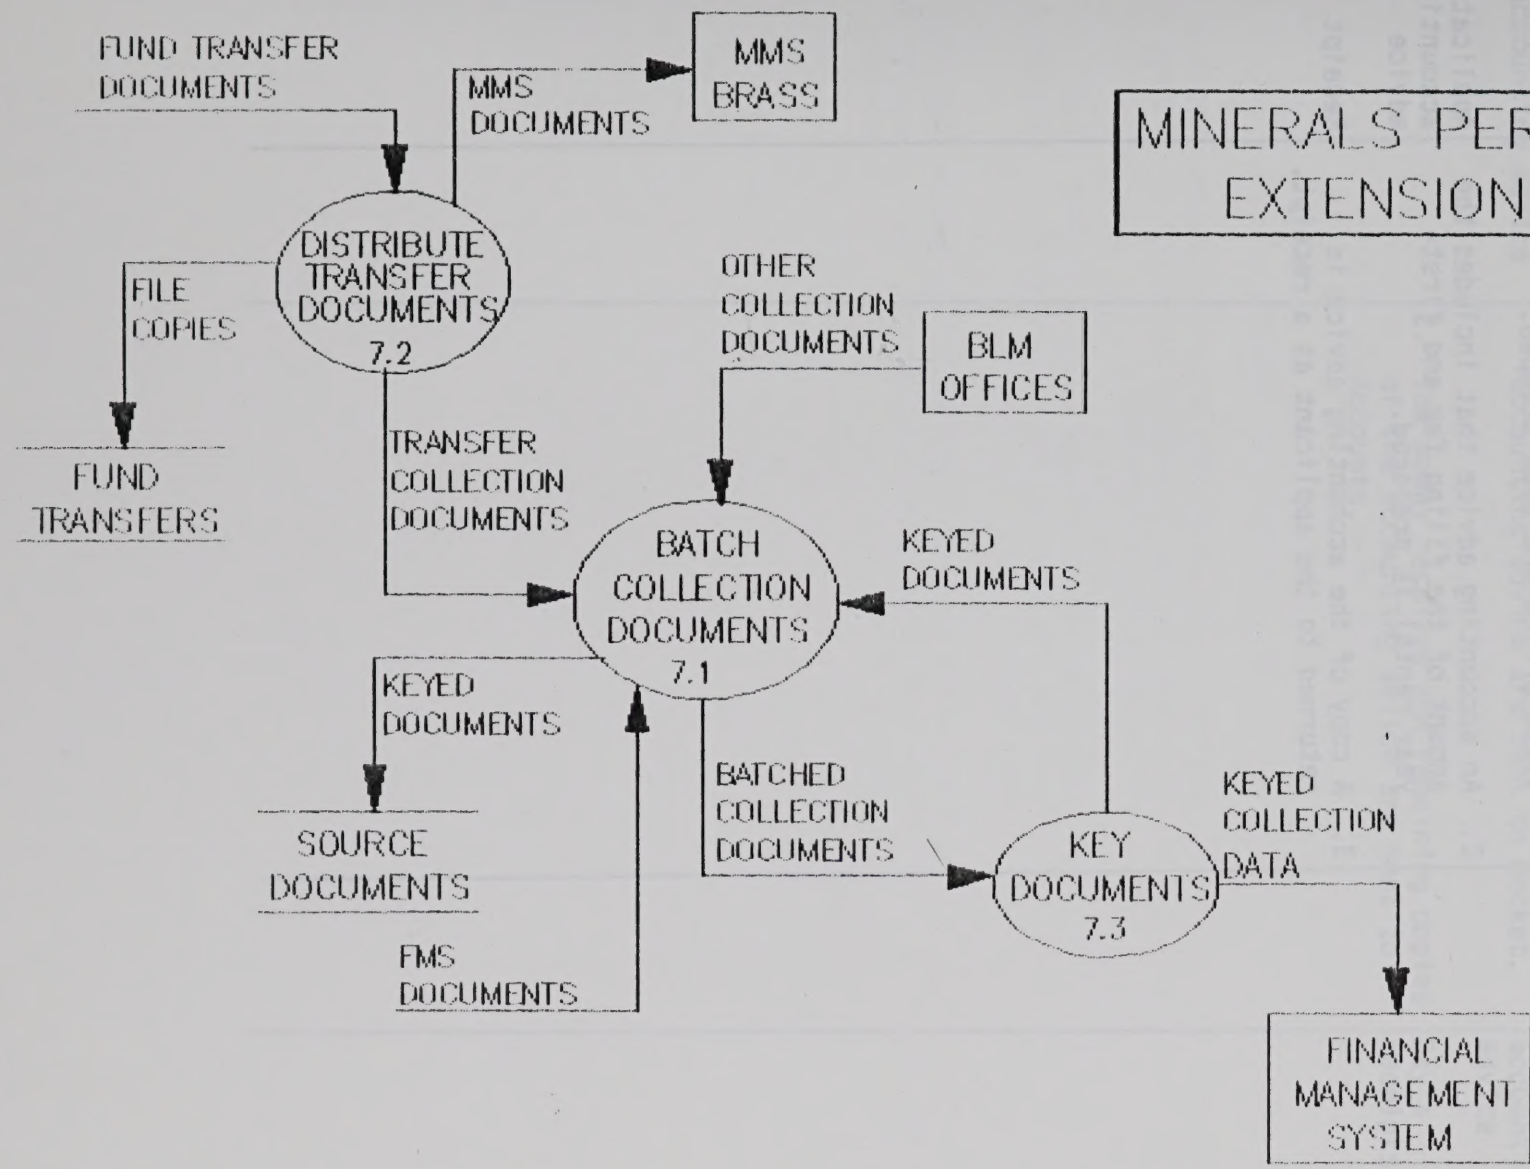 FUND TRANSFER
DOCUMENTS
MMS
DOCUMENTS
MMS
BRASS
MINERALS PER
EXTENSION
DISTRIBUTE
TRANSFER
DOCUMENTS
7.2
FILE
COPIES
FUND
TRANSFERS
OTHER
COLLECTION
DOCUMENTS
BLM
OFFICES
TRANSFER
COLLECTION
DOCUMENTS
BATCH
COLLECTION
DOCUMENTS
7.1
KEYED
DOCUMENTS
KEYED
DOCUMENTS
SOURCE
DOCUMENTS
BATCHED
COLLECTION
DOCUMENTS
KEY
DOCUMENTS
7.3
KEYED
COLLECTION
DATA
FMS
DOCUMENTS
FINANCIAL
MANAGEMENT
SYSTEM